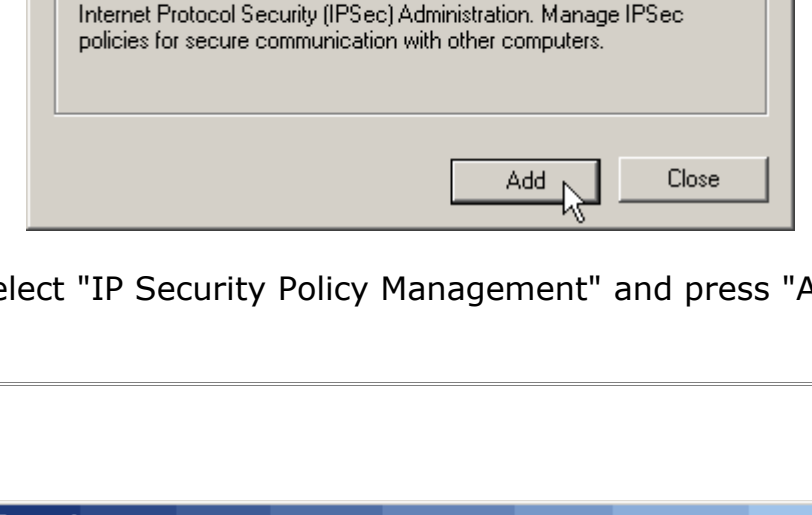 Internet Protocol Security (IPSec) Administration. Manage IPSec
policies for secure communication with other computers.
Add
Close
elect "IP Security Policy Management" and press "A